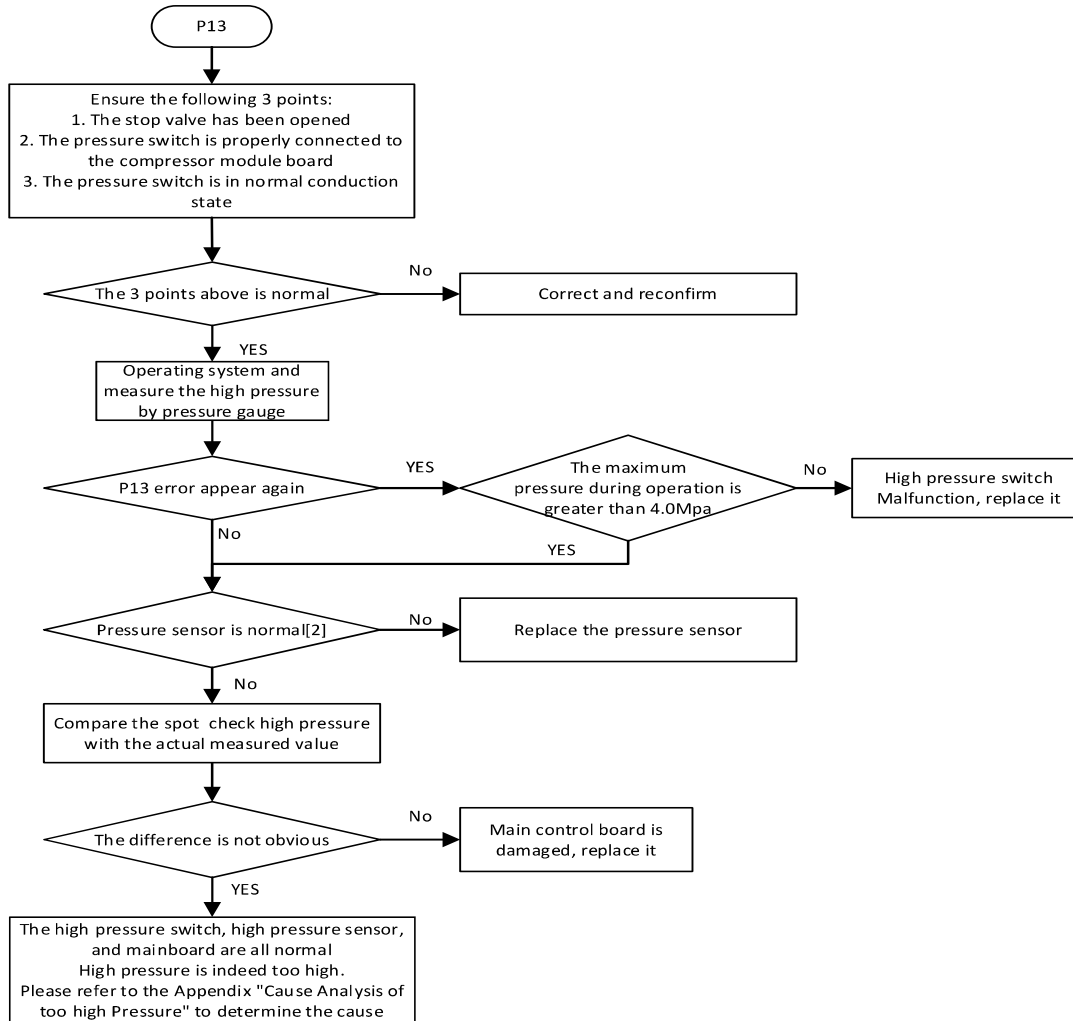 P13
Ensure the following 3 points:
1. The stop valve has been opened
2. The pressure switch is properly connected to
the compressor module board
3. The pressure switch is in normal conduction
state
The 3 points above is normal
No
Correct and reconfirm
YES
Operating system and
measure the high pressure
by pressure gauge
P13 error appear again
YES
The maximum
pressure during operation is
greater than 4.0Mpa
No
High pressure switch
Malfunction, replace it
No
YES
Pressure sensor is normal[2]
No
Replace the pressure sensor
No
Compare the spot check high pressure
with the actual measured value
The difference is not obvious
No
Main control board is
damaged, replace it
YES
The high pressure switch, high pressure sensor,
and mainboard are all normal
High pressure is indeed too high.
Please refer to the Appendix "Cause Analysis of
too high Pressure" to determine the cause